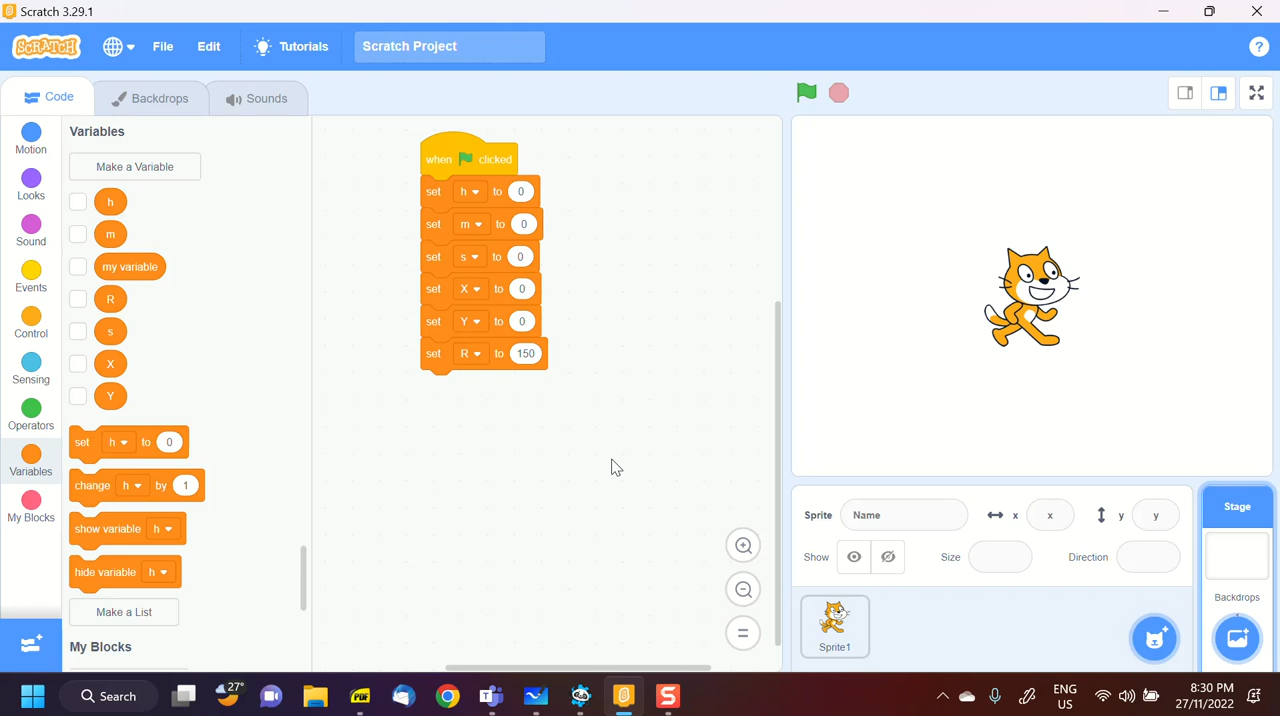 Scratch 3.29.1
SCRATCH File Edit Tutorials Scratch Project ?
Code Backdrops Sounds
Motion
Looks
Sound
Events
Control
Sensing
Operators
Variables
My Blocks
Variables
Make a Variable
h
m
my variable
R
s
X
Y
set h to 0
change h by 1
show variable h
hide variable h
Make a List
My Blocks
when clicked
set h to 0
set m to 0
set s to 0
set X to 0
set Y to 0
set R to 150
Sprite Name x x y y
Show Size Direction
Sprite1
Stage
Backdrops
Search 27° PDF ENG 8:30 PM
US 27/11/2022